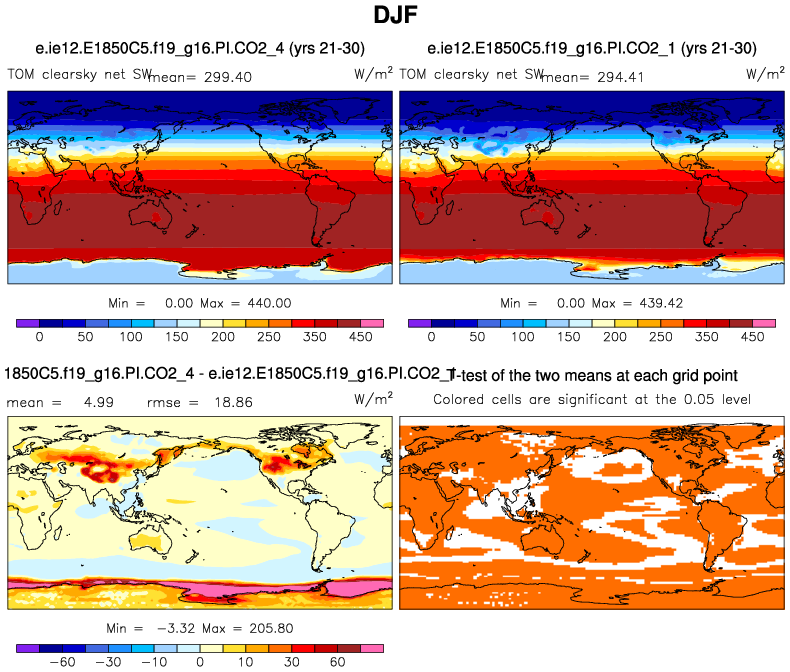 DJF
e.ie12.E1850C5.f19_g16.PI.CO2_4 (yrs 21-30)
TOM clearsky net SW mean= 299.40 W/m²
Min = 0.00 Max = 440.00
0 50 100 150 200 250 350 450
e.ie12.E1850C5.f19_g16.PI.CO2_1 (yrs 21-30)
TOM clearsky net SW mean= 294.41 W/m²
Min = 0.00 Max = 439.42
0 50 100 150 200 250 350 450
1850C5.f19_g16.PI.CO2_4 - e.ie12.E1850C5.f19_g16.PI.CO2_1
mean = 4.99 rmse = 18.86 W/m²
Min = -3.32 Max = 205.80
-60 -30 -10 0 10 30 60
T-test of the two means at each grid point
Colored cells are significant at the 0.05 level